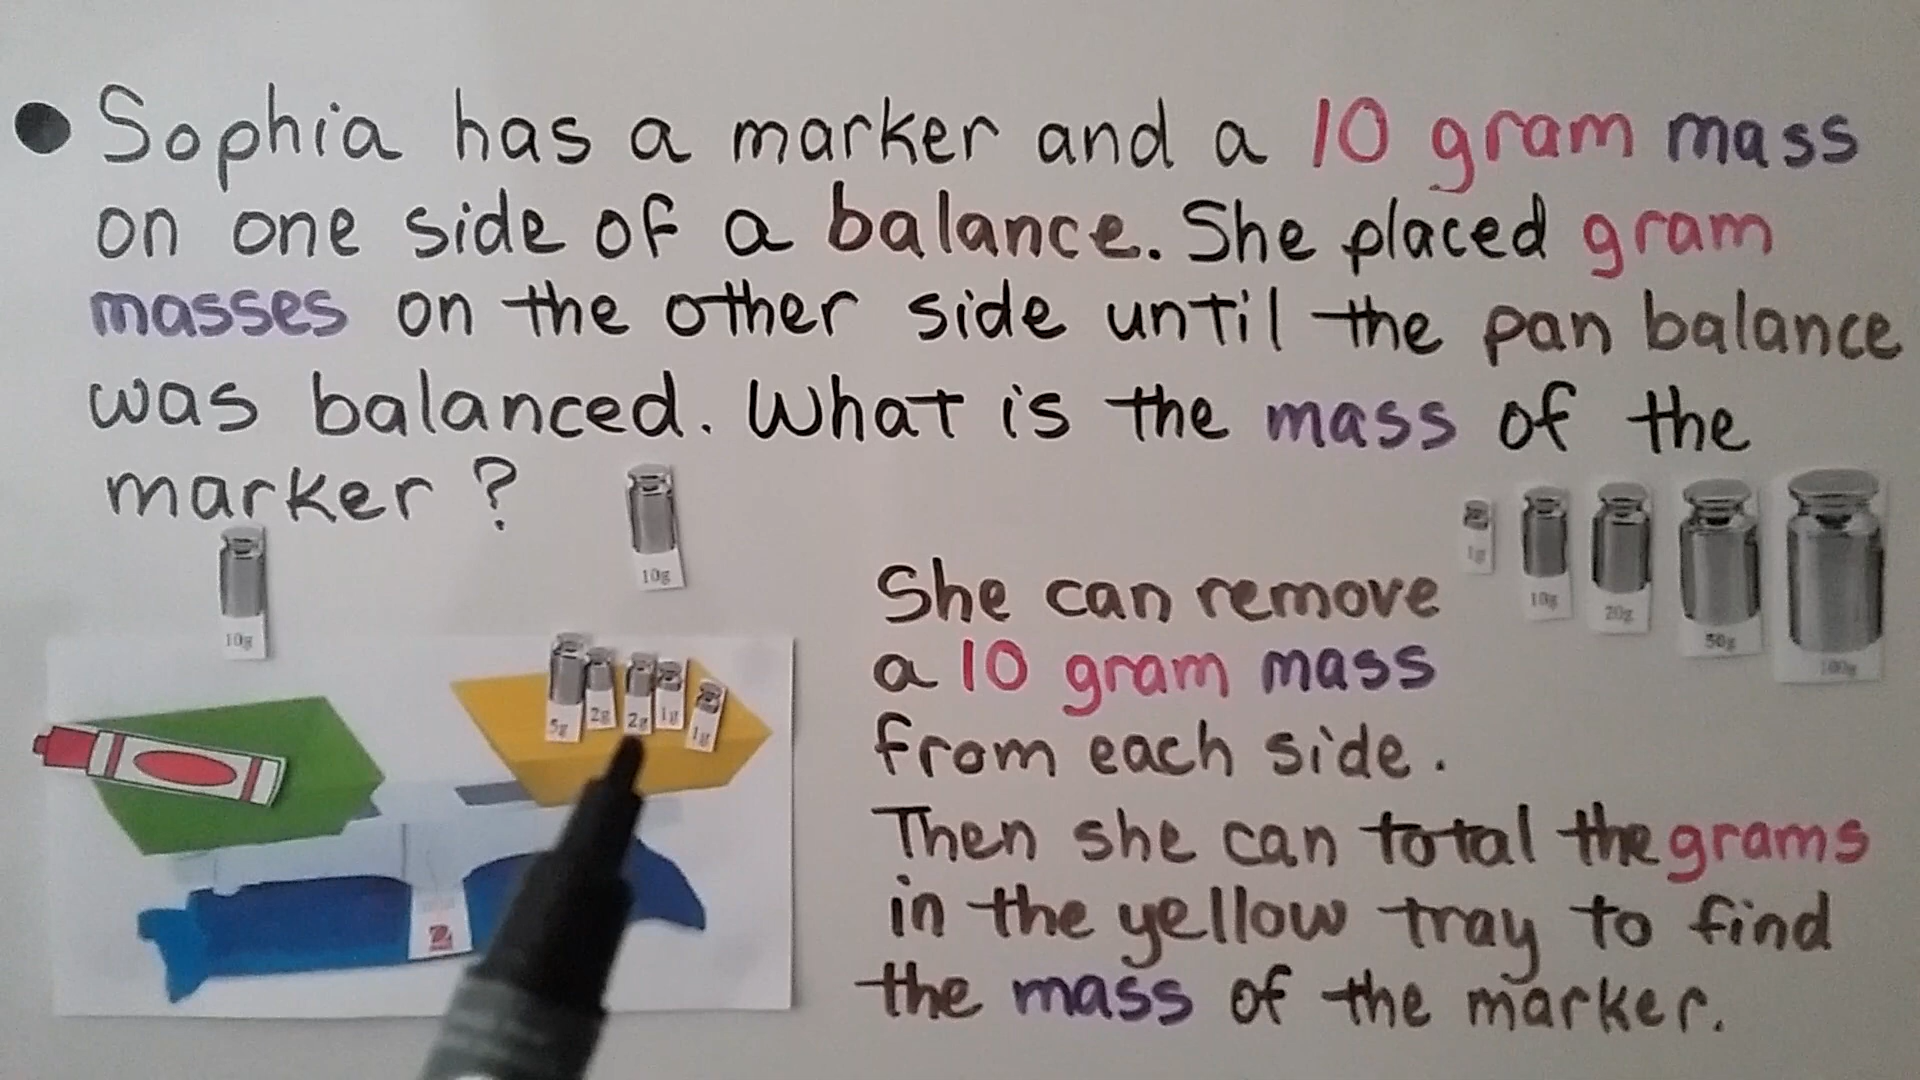 Sophia has a marker and a 10 gram mass
on one side of a balance. She placed gram
masses on the other side until the pan balance
was balanced. What is the mass of the
marker?
10g
10g
1g
10g
20g
50g
100g
She can remove
a 10 gram mass
from each side.
Then she can total the grams
in the yellow tray to find
the mass of the marker.
5g
2g
2g
1g
1g